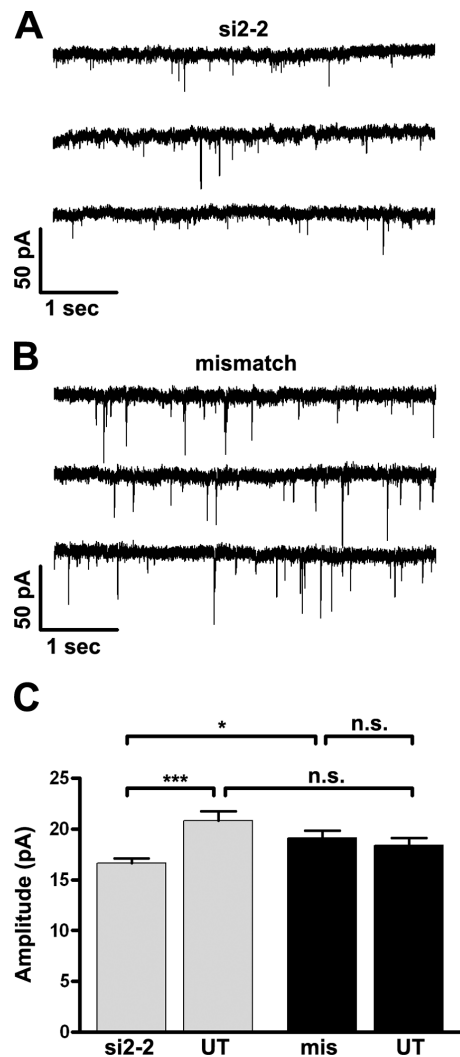 A
si2-2
50 pA
1 sec
B
mismatch
50 pA
1 sec
C
* n.s.
*** n.s.
Amplitude (pA)
25
20
15
10
5
0
si2-2 UT mis UT